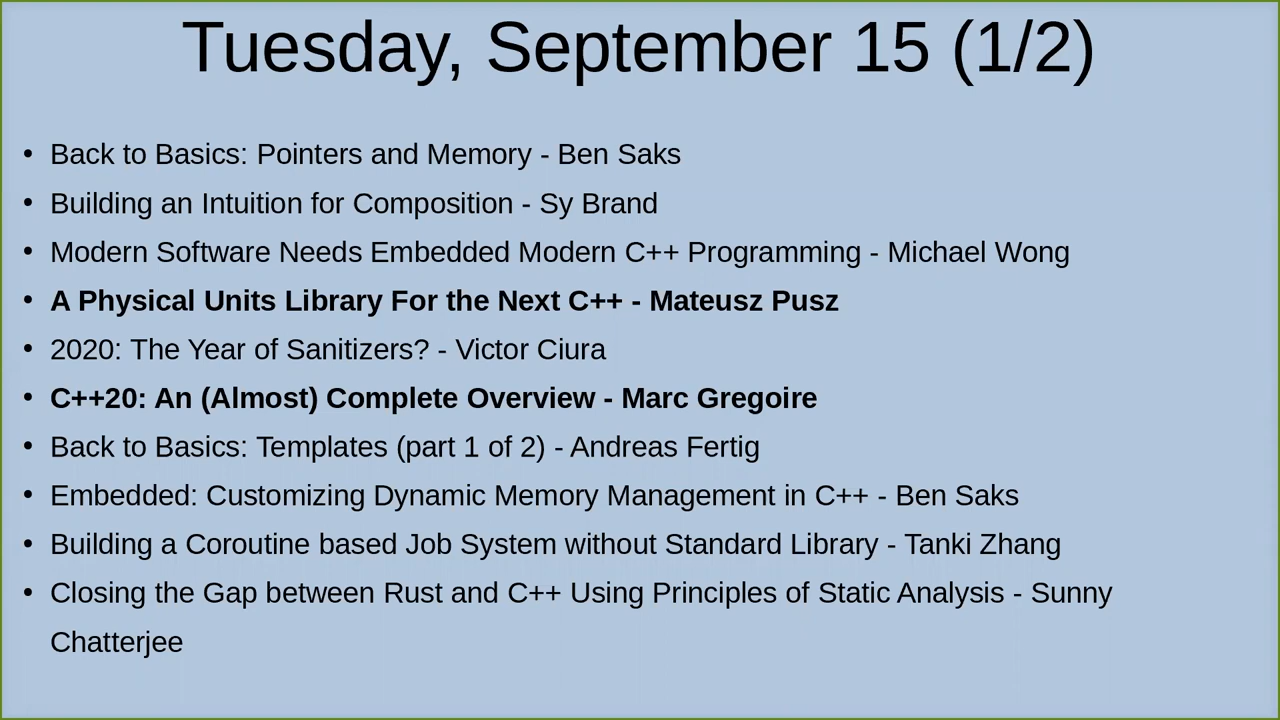 Tuesday, September 15 (1/2)
• Back to Basics: Pointers and Memory - Ben Saks
• Building an Intuition for Composition - Sy Brand
• Modern Software Needs Embedded Modern C++ Programming - Michael Wong
• A Physical Units Library For the Next C++ - Mateusz Pusz
• 2020: The Year of Sanitizers? - Victor Ciura
• C++20: An (Almost) Complete Overview - Marc Gregoire
• Back to Basics: Templates (part 1 of 2) - Andreas Fertig
• Embedded: Customizing Dynamic Memory Management in C++ - Ben Saks
• Building a Coroutine based Job System without Standard Library - Tanki Zhang
• Closing the Gap between Rust and C++ Using Principles of Static Analysis - Sunny
Chatterjee